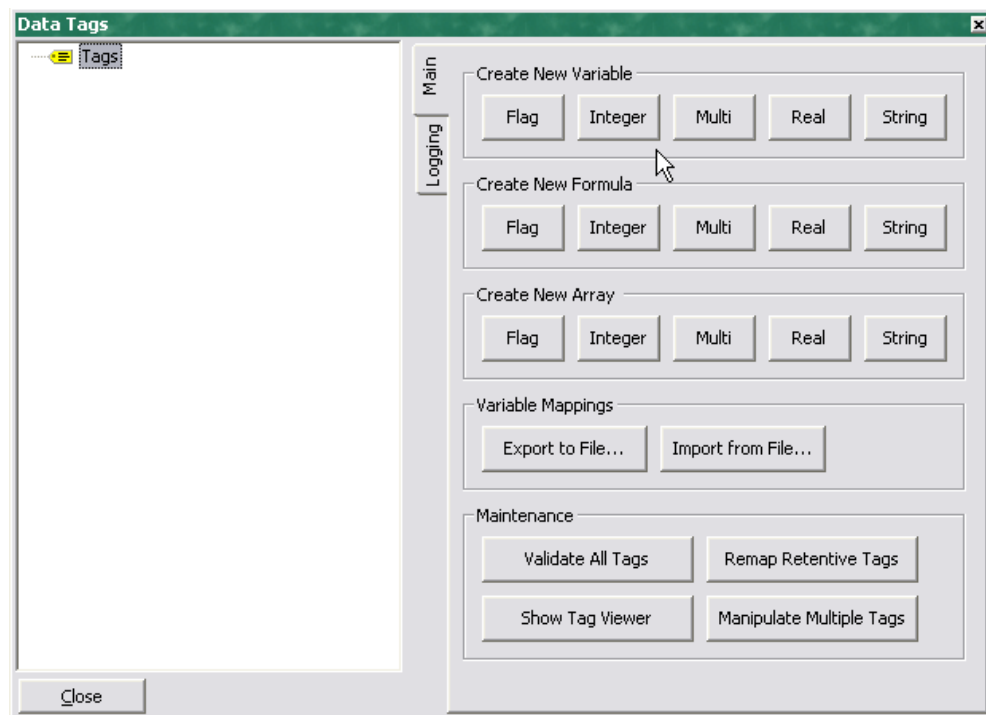 Data Tags
Tags
Main
Logging
Create New Variable
Flag Integer Multi Real String
Create New Formula
Flag Integer Multi Real String
Create New Array
Flag Integer Multi Real String
Variable Mappings
Export to File... Import from File...
Maintenance
Validate All Tags Remap Retentive Tags
Show Tag Viewer Manipulate Multiple Tags
Close